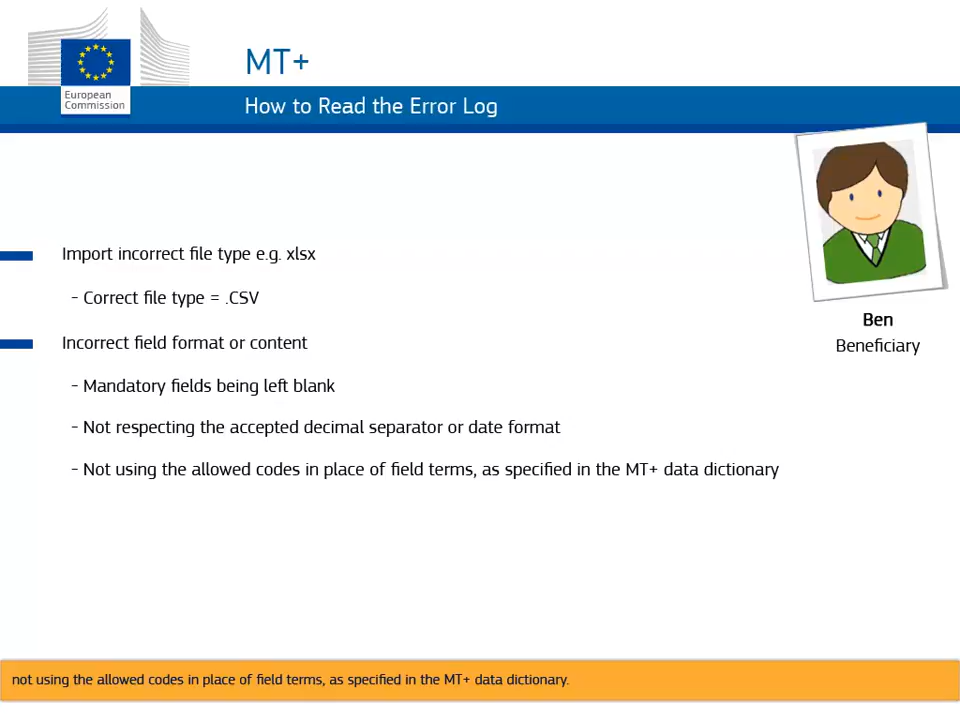 European
Commission
MT+
How to Read the Error Log
Import incorrect file type e.g. xlsx
- Correct file type = .CSV
Incorrect field format or content
- Mandatory fields being left blank
- Not respecting the accepted decimal separator or date format
- Not using the allowed codes in place of field terms, as specified in the MT+ data dictionary
Ben
Beneficiary
not using the allowed codes in place of field terms, as specified in the MT+ data dictionary.